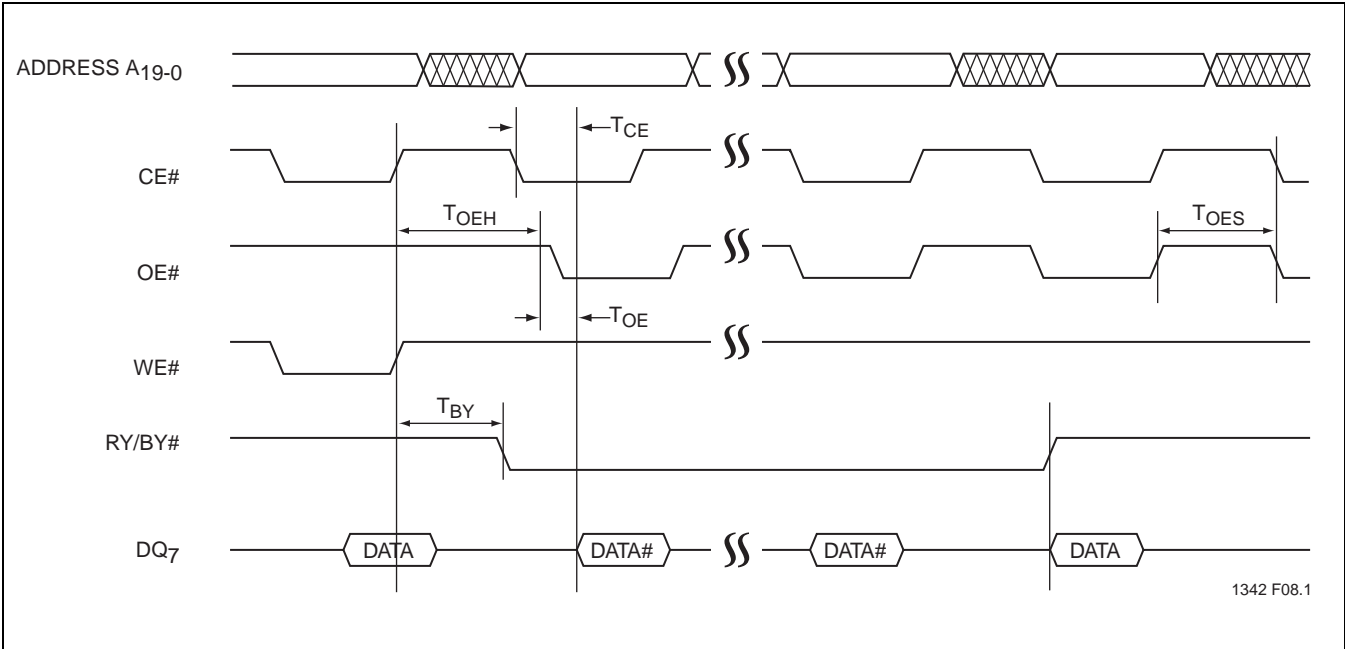 ADDRESS A19-0
TCE
CE#
TOEH
TOES
OE#
TOE
WE#
TBY
RY/BY#
DQ7
DATA
DATA#
DATA#
DATA
1342 F08.1